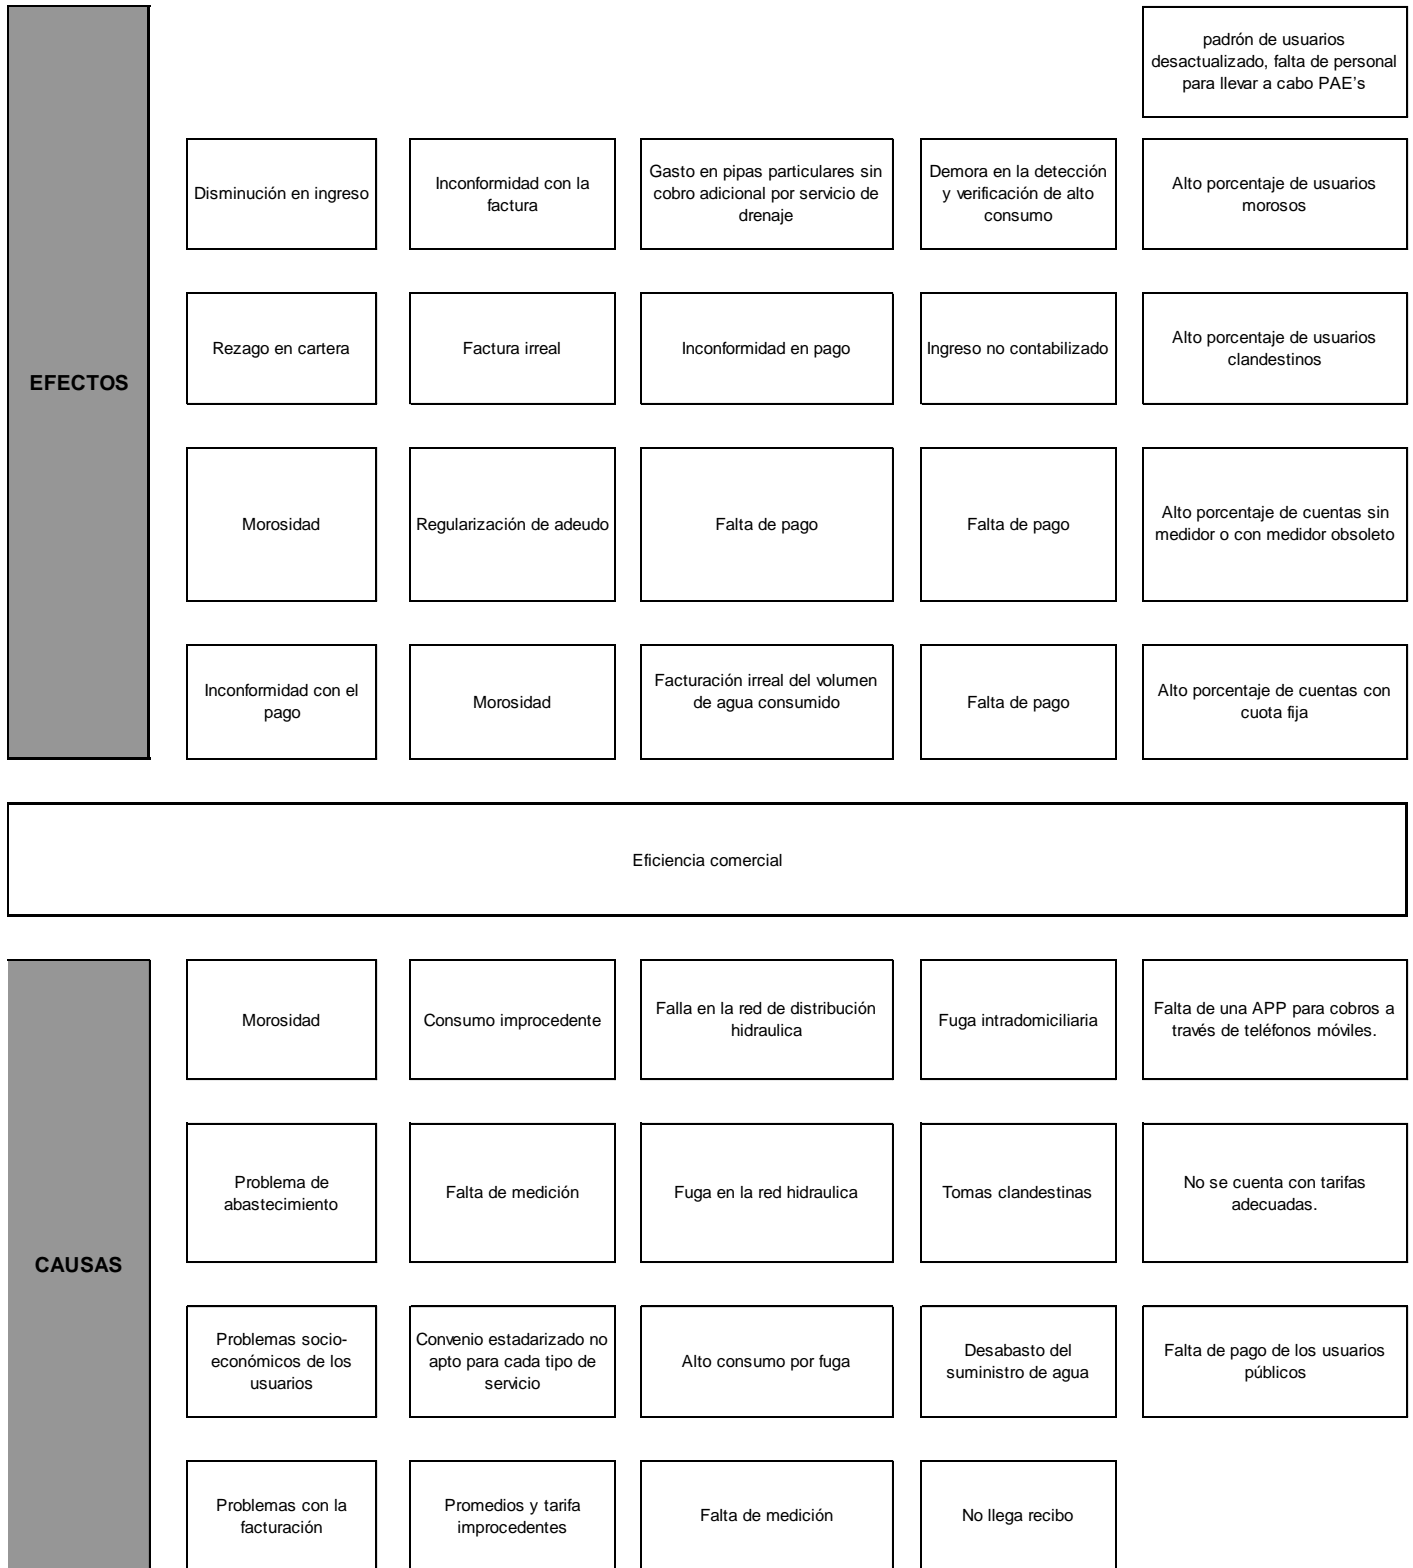 padrón de usuarios
desactualizado, falta de personal
para llevar a cabo PAE's
Disminución en ingreso
Inconformidad con la
factura
Gasto en pipas particulares sin
cobro adicional por servicio de
drenaje
Demora en la detección
y verificación de alto
consumo
Alto porcentaje de usuarios
morosos
Rezago en cartera
Factura irreal
Inconformidad en pago
Ingreso no contabilizado
Alto porcentaje de usuarios
clandestinos
EFECTOS
Morosidad
Regularización de adeudo
Falta de pago
Falta de pago
Alto porcentaje de cuentas sin
medidor o con medidor obsoleto
Inconformidad con el
pago
Morosidad
Facturación irreal del volumen
de agua consumido
Falta de pago
Alto porcentaje de cuentas con
cuota fija
Eficiencia comercial
Morosidad
Consumo improcedente
Falla en la red de distribución
hidraulica
Fuga intradomiciliaria
Falta de una APP para cobros a
través de teléfonos móviles.
Problema de
abastecimiento
Falta de medición
Fuga en la red hidraulica
Tomas clandestinas
No se cuenta con tarifas
adecuadas.
CAUSAS
Problemas socio-
económicos de los
usuarios
Convenio estadarizado no
apto para cada tipo de
servicio
Alto consumo por fuga
Desabasto del
suministro de agua
Falta de pago de los usuarios
públicos
Problemas con la
facturación
Promedios y tarifa
improcedentes
Falta de medición
No llega recibo